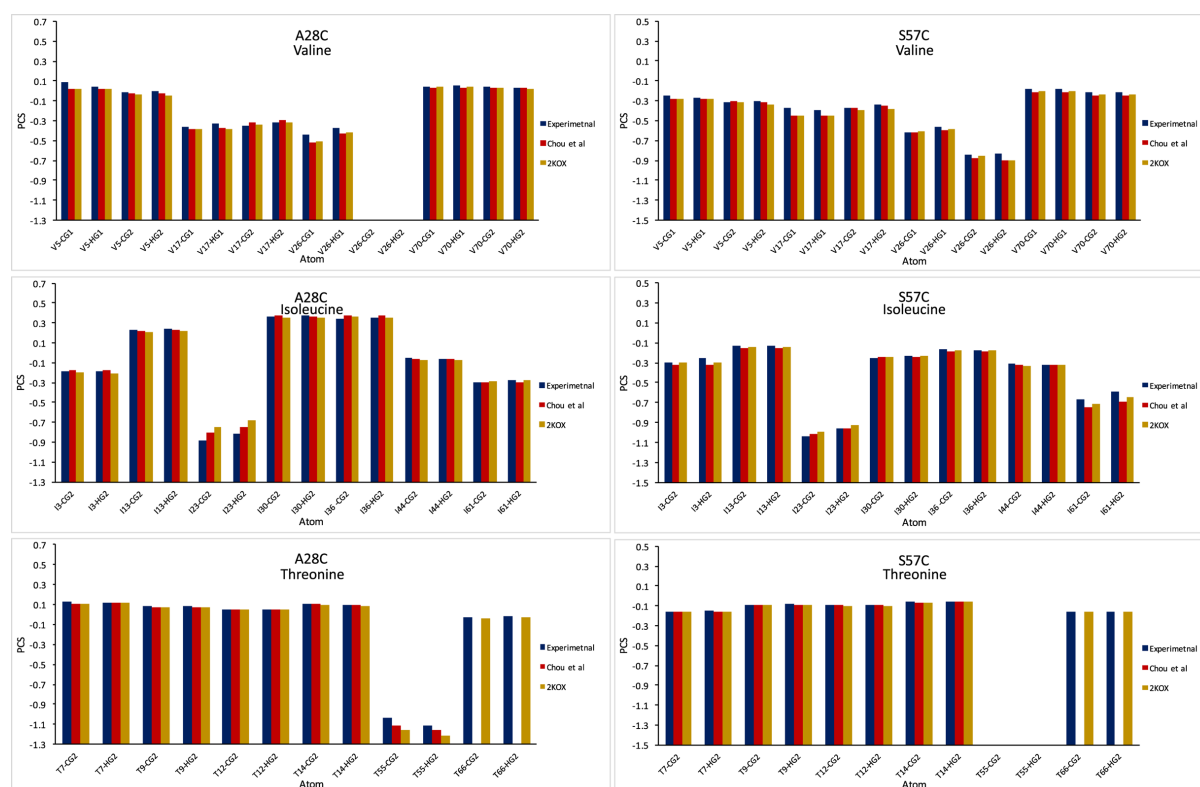 A28C
Valine
0.7
0.5
0.3
0.1
-0.1
-0.3
-0.5
-0.7
-0.9
-1.1
-1.3
PCS
V5-CG1 V5-HG1 V5-CG2 V5-HG2 V17-CG1 V17-HG1 V17-CG2 V17-HG2 V26-CG1 V26-HG1 V26-CG2 V26-HG2 V70-CG1 V70-HG1 V70-CG2 V70-HG2
Atom
Experimetnal
Chou et al
2KOX
S57C
Valine
0.5
0.3
0.1
-0.1
-0.3
-0.5
-0.7
-0.9
-1.1
-1.3
-1.5
PCS
V5-CG1 V5-HG1 V5-CG2 V5-HG2 V17-CG1 V17-HG1 V17-CG2 V17-HG2 V26-CG1 V26-HG1 V26-CG2 V26-HG2 V70-CG1 V70-HG1 V70-CG2 V70-HG2
Atom
Experimetnal
Chou et al
2KOX
A28C
Isoleucine
0.7
0.5
0.3
0.1
-0.1
-0.3
-0.5
-0.7
-0.9
-1.1
-1.3
PCS
I3-CG2 I3-HG2 I13-CG2 I13-HG2 I23-CG2 I23-HG2 I30-CG2 I30-HG2 I36-CG2 I36-HG2 I44-CG2 I44-HG2 I61-CG2 I61-HG2
Atom
Experimetnal
Chou et al
2KOX
S57C
Isoleucine
0.5
0.3
0.1
-0.1
-0.3
-0.5
-0.7
-0.9
-1.1
-1.3
-1.5
PCS
I3-CG2 I3-HG2 I13-CG2 I13-HG2 I23-CG2 I23-HG2 I30-CG2 I30-HG2 I36 -CG2 I36-HG2 I44-CG2 I44-HG2 I61-CG2 I61-HG2
Atom
Experimetnal
Chou et al
2KOX
A28C
Threonine
0.7
0.5
0.3
0.1
-0.1
-0.3
-0.5
-0.7
-0.9
-1.1
-1.3
PCS
T7-CG2 T7-HG2 T9-CG2 T9-HG2 T12-CG2 T12-HG2 T14-CG2 T14-HG2 T55-CG2 T55-HG2 T66-CG2 T66-HG2
Atom
Experimetnal
Chou et al
2KOX
S57C
Threonine
0.5
0.3
0.1
-0.1
-0.3
-0.5
-0.7
-0.9
-1.1
-1.3
-1.5
PCS
T7-CG2 T7-HG2 T9-CG2 T9-HG2 T12-CG2 T12-HG2 T14-CG2 T14-HG2 T55-CG2 T55-HG2 T66-CG2 T66-HG2
Atom
Experimetnal
Chou et al
2KOX